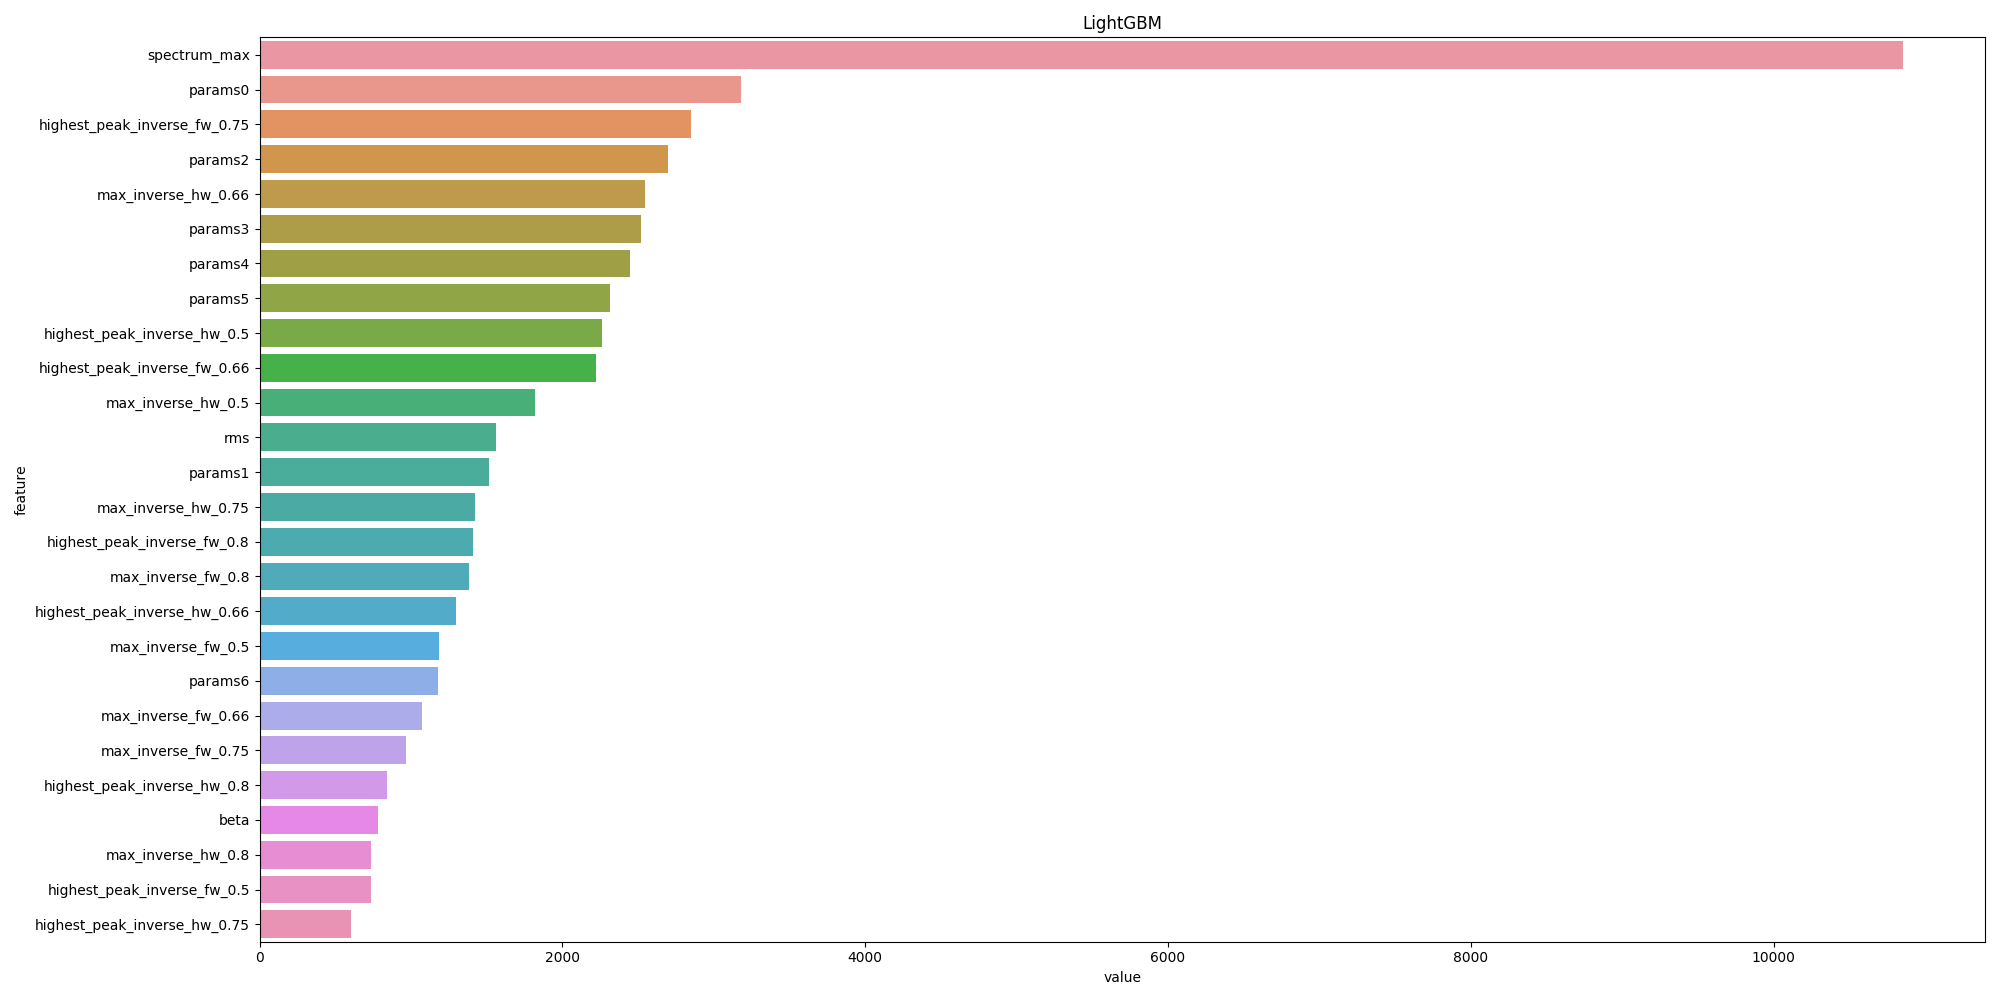 LightGBM
spectrum_max
params0
highest_peak_inverse_fw_0.75
params2
max_inverse_hw_0.66
params3
params4
params5
highest_peak_inverse_hw_0.5
highest_peak_inverse_fw_0.66
max_inverse_hw_0.5
rms
params1
max_inverse_hw_0.75
highest_peak_inverse_fw_0.8
max_inverse_fw_0.8
highest_peak_inverse_hw_0.66
max_inverse_fw_0.5
params6
max_inverse_fw_0.66
max_inverse_fw_0.75
highest_peak_inverse_hw_0.8
beta
max_inverse_hw_0.8
highest_peak_inverse_fw_0.5
highest_peak_inverse_hw_0.75
feature
0 2000 4000 6000 8000 10000
value